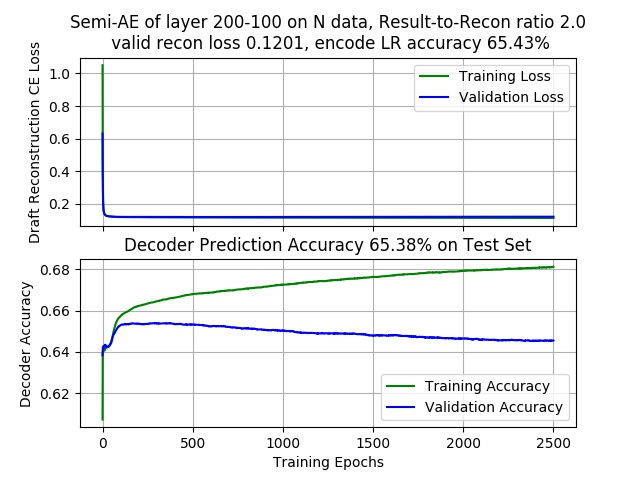 Semi-AE of layer 200-100 on N data, Result-to-Recon ratio 2.0
valid recon loss 0.1201, encode LR accuracy 65.43%
Draft Reconstruction CE Loss
1.0
0.8
0.6
0.4
0.2
Training Loss
Validation Loss
Decoder Prediction Accuracy 65.38% on Test Set
Decoder Accuracy
0.68
0.66
0.64
0.62
Training Accuracy
Validation Accuracy
0 500 1000 1500 2000 2500
Training Epochs